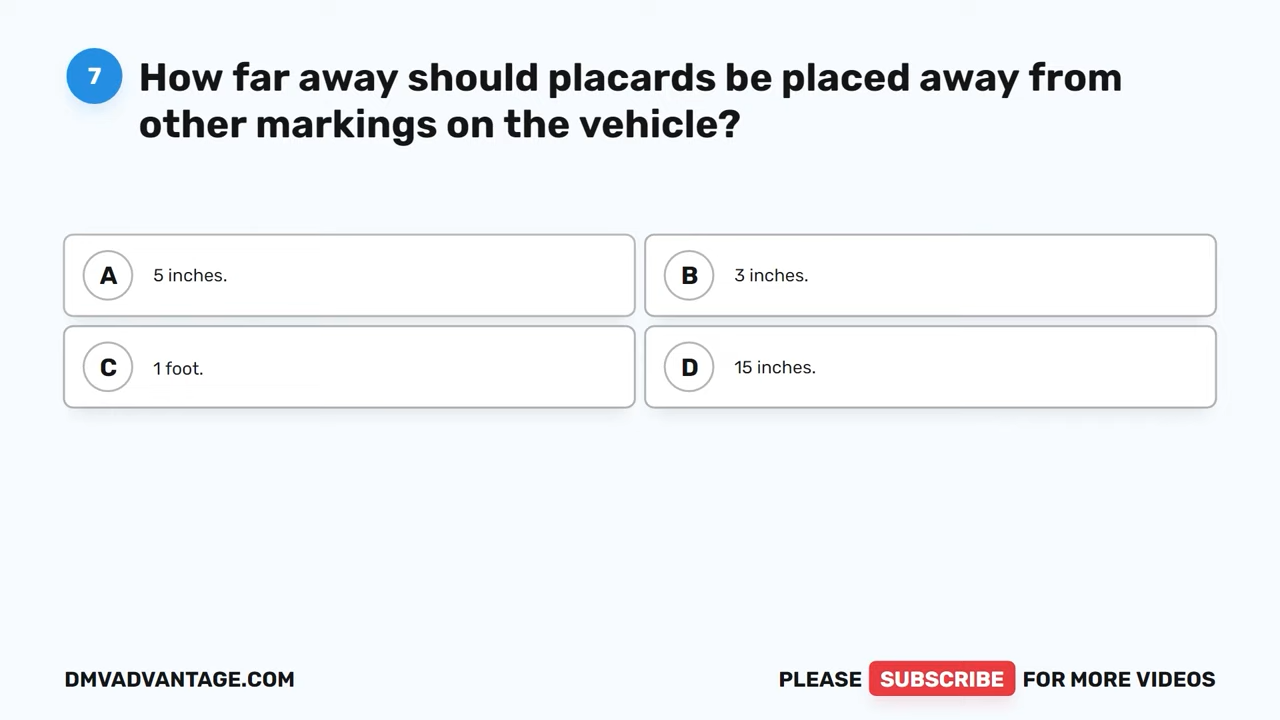 7
How far away should placards be placed away from
other markings on the vehicle?
A 5 inches.
B 3 inches.
C 1 foot.
D 15 inches.
DMVADVANTAGE.COM
PLEASE SUBSCRIBE FOR MORE VIDEOS